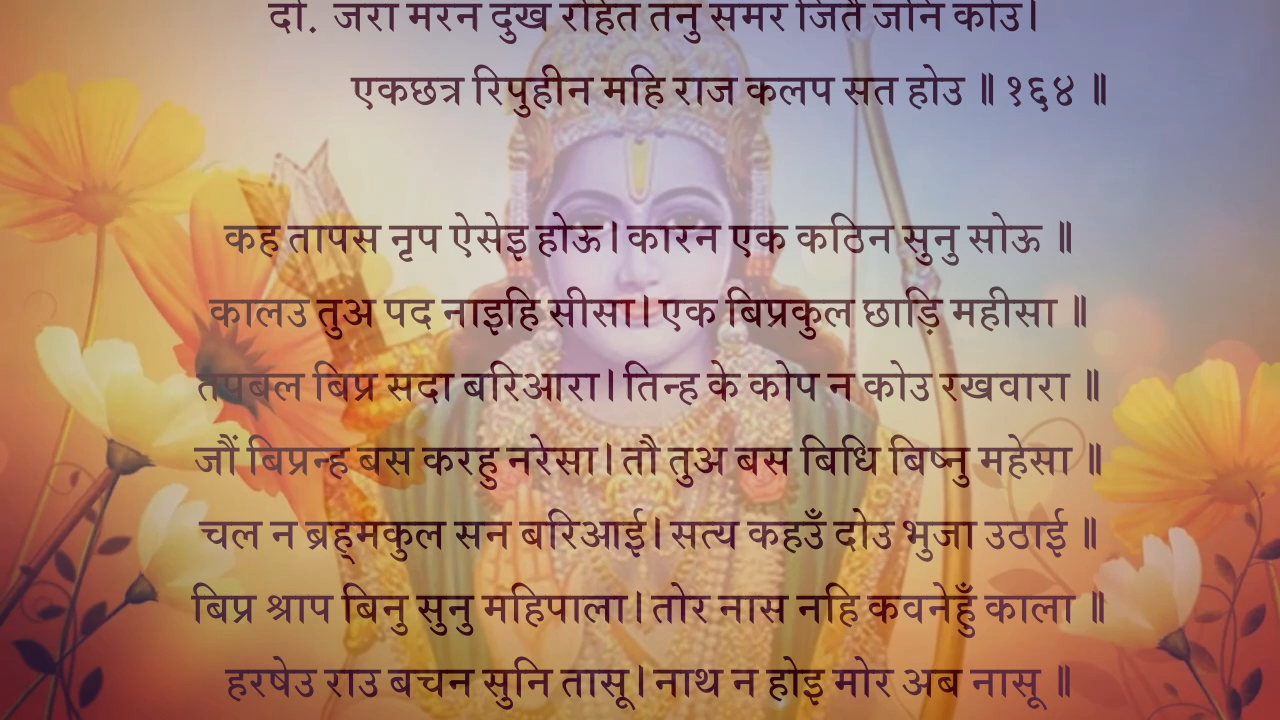 दो. जरा मरन दुख रहित तनु समर जितै जनि कोउ।
एकछत्र रिपुहीन महि राज कलप सत होउ ॥ १६४ ॥
कह तापस नृप ऐसेइ होऊ। कारन एक कठिन सुनु सोऊ ॥
कालउ तुअ पद नाइहि सीसा। एक बिप्रकुल छाड़ि महीसा ॥
तपबल बिप्र सदा बरिआरा। तिन्ह के कोप न कोउ रखवारा ॥
जौं बिप्रन्ह बस करहु नरेसा। तौ तुअ बस बिधि बिष्नु महेसा ॥
चल न ब्रह्मकुल सन बरिआई। सत्य कहउँ दोउ भुजा उठाई ॥
बिप्र श्राप बिनु सुनु महिपाला। तोर नास नहि कवनेहुँ काला ॥
हरषेउ राउ बचन सुनि तासू। नाथ न होइ मोर अब नासू ॥